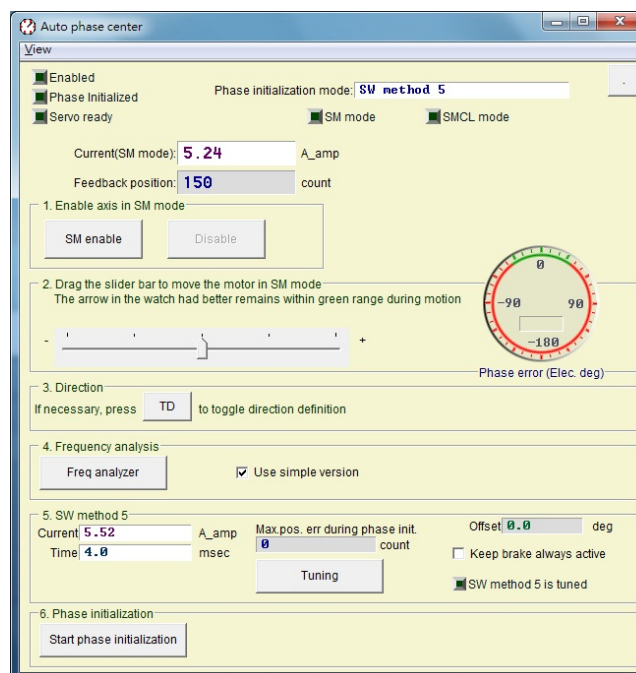 Auto phase center
View
Enabled
Phase Initialized
Servo ready
Phase initialization mode: SW method 5
.
SM mode
SMCL mode
Current(SM mode): 5.24 A_amp
Feedback position: 150 count
1. Enable axis in SM mode
SM enable
Disable
2. Drag the slider bar to move the motor in SM mode
The arrow in the watch had better remains within green range during motion
- +
0
-90 90
-180
Phase error (Elec. deg)
3. Direction
If necessary, press TD to toggle direction definition
4. Frequency analysis
Freq analyzer
Use simple version
5. SW method 5
Current 5.52 A_amp
Time 4.0 msec
Max.pos. err during phase init.
0 count
Tuning
Offset 0.0 deg
Keep brake always active
SW method 5 is tuned
6. Phase initialization
Start phase initialization